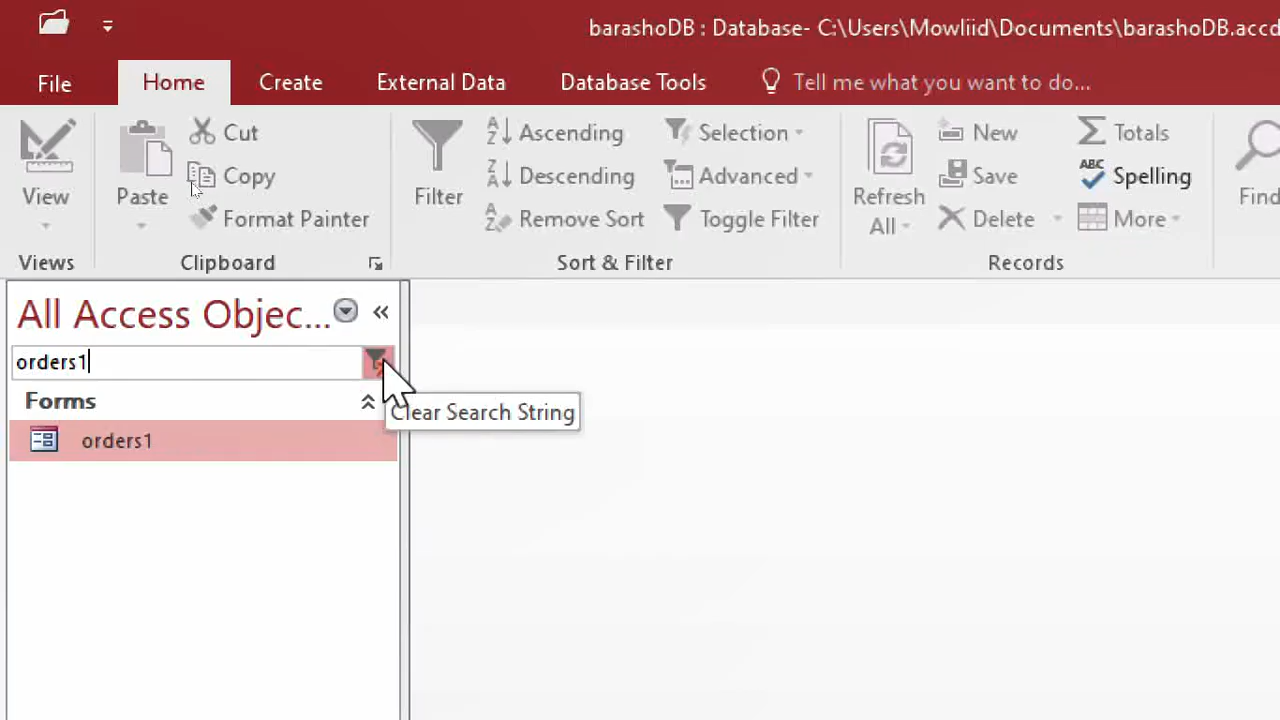 barashoDB : Database- C:\Users\Mowliid\Documents\barashoDB.accd
File Home Create External Data Database Tools Tell me what you want to do...
View
Views
Paste
Cut
Copy
Format Painter
Clipboard
Filter
Ascending
Descending
Remove Sort
Selection
Advanced
Toggle Filter
Sort & Filter
Refresh
All
New
Save
Delete
Totals
ABC
Spelling
More
Records
Find
All Access Objec...
orders1
Clear Search String
Forms
orders1